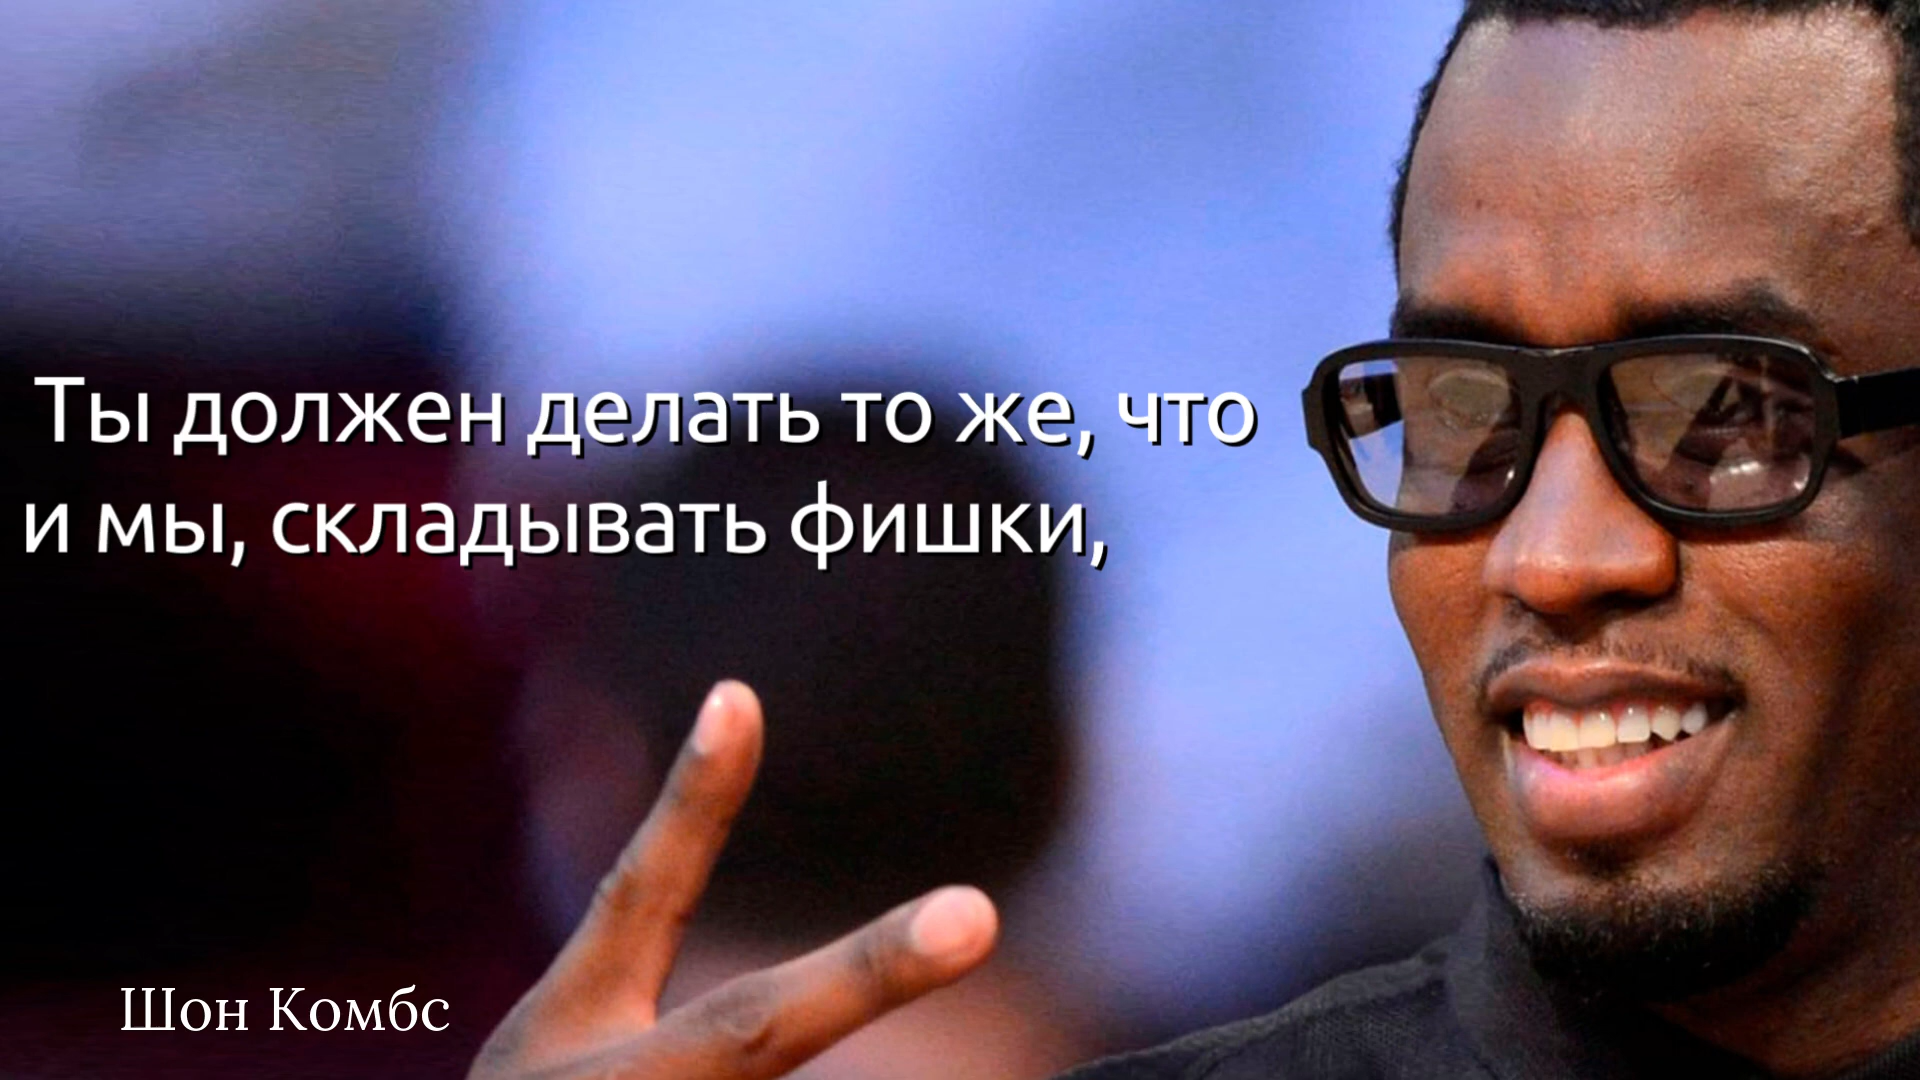 Ты должен делать то же, что
и мы, складывать фишки,
Шон Комбс